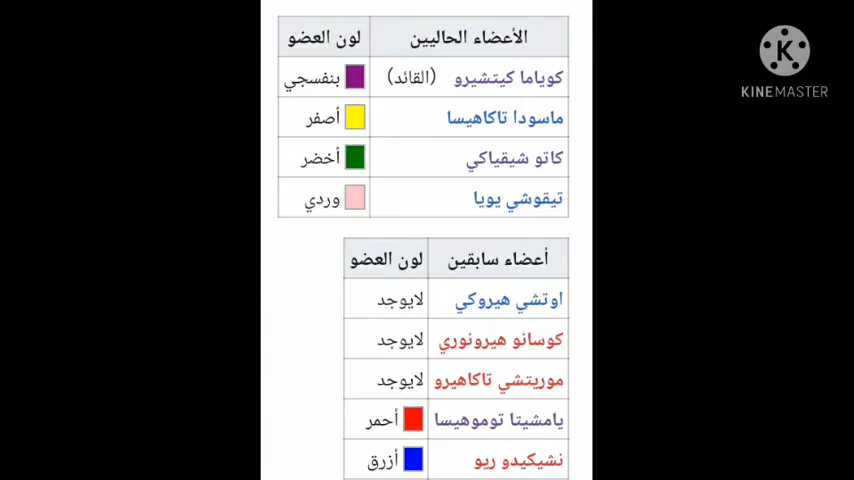 الأعضاء الحاليين لون العضو
كوياما كيتشيرو (القائد) بنفسجي
ماسودا تاكاهيسا أصفر
كاتو شيقياكي أخضر
تيقوشي يويا وردي
أعضاء سابقين لون العضو
اوتشي هيروكي لايوجد
كوسانو هيرونوري لايوجد
موريتشي تاكاهيرو لايوجد
يامشيتا توموهيسا أحمر
نشيكيدو ريو أزرق
K
KINEMASTER